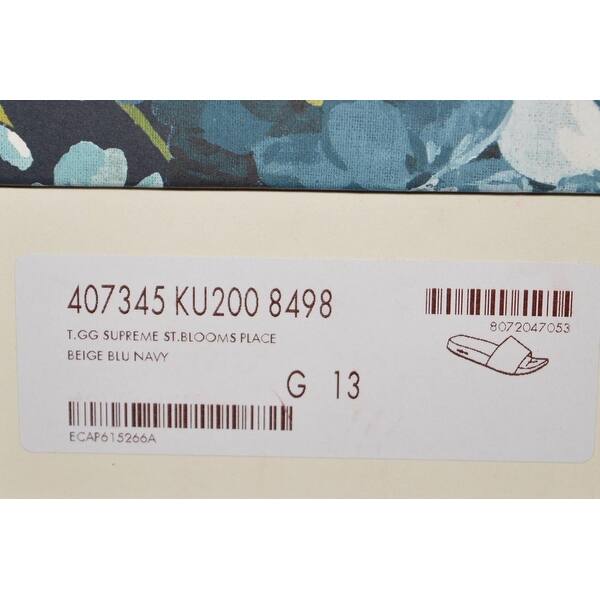 407345 KU200 8498
8072047053
T.GG SUPREME ST.BLOOMS PLACE
BEIGE BLU NAVY
G 13
ECAP615266A